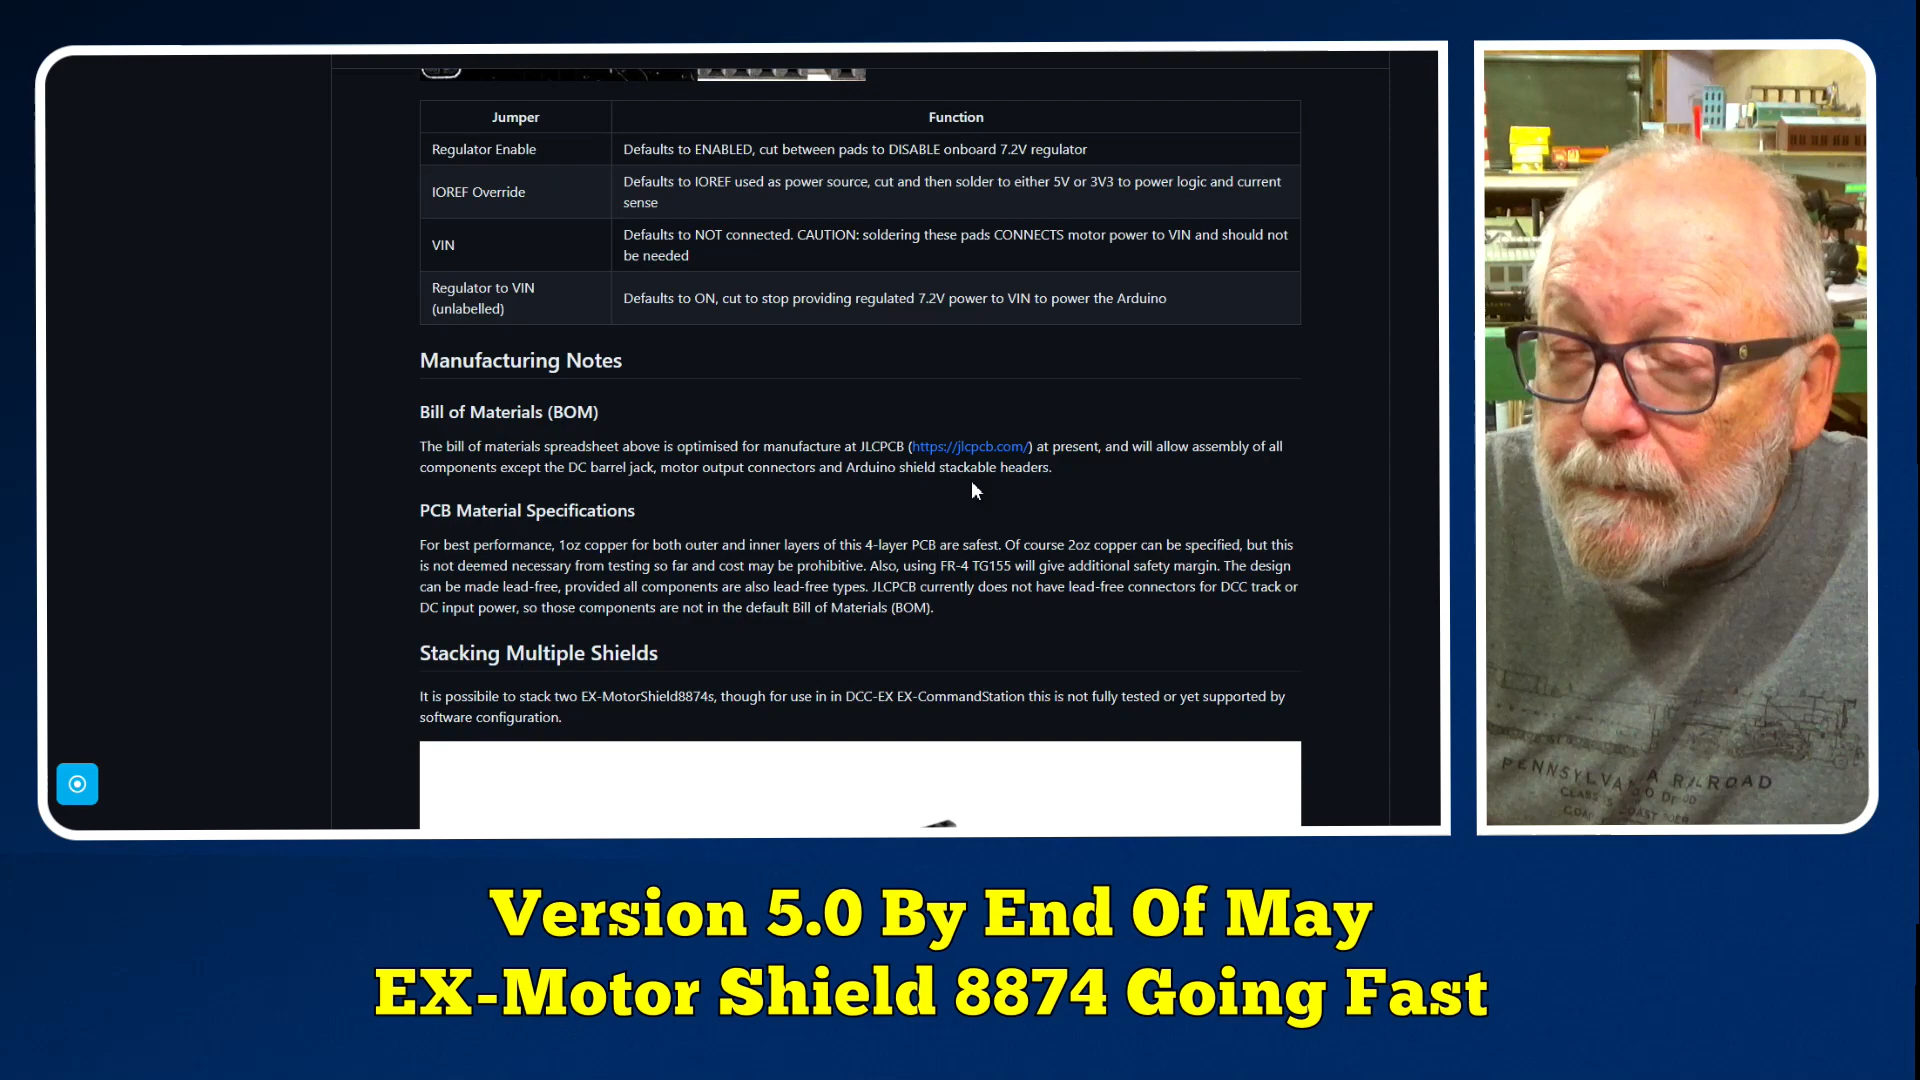 Jumper Function
Regulator Enable Defaults to ENABLED, cut between pads to DISABLE onboard 7.2V regulator
IOREF Override Defaults to IOREF used as power source, cut and then solder to either 5V or 3V3 to power logic and current
sense
VIN Defaults to NOT connected. CAUTION: soldering these pads CONNECTS motor power to VIN and should not
be needed
Regulator to VIN
(unlabelled) Defaults to ON, cut to stop providing regulated 7.2V power to VIN to power the Arduino
Manufacturing Notes
Bill of Materials (BOM)
The bill of materials spreadsheet above is optimised for manufacture at JLCPCB (https://jlcpcb.com/) at present, and will allow assembly of all
components except the DC barrel jack, motor output connectors and Arduino shield stackable headers.
PCB Material Specifications
For best performance, 1oz copper for both outer and inner layers of this 4-layer PCB are safest. Of course 2oz copper can be specified, but this
is not deemed necessary from testing so far and cost may be prohibitive. Also, using FR-4 TG155 will give additional safety margin. The design
can be made lead-free, provided all components are also lead-free types. JLCPCB currently does not have lead-free connectors for DCC track or
DC input power, so those components are not in the default Bill of Materials (BOM).
Stacking Multiple Shields
It is possibile to stack two EX-MotorShield8874s, though for use in in DCC-EX EX-CommandStation this is not fully tested or yet supported by
software configuration.
Version 5.0 By End Of May
EX-Motor Shield 8874 Going Fast